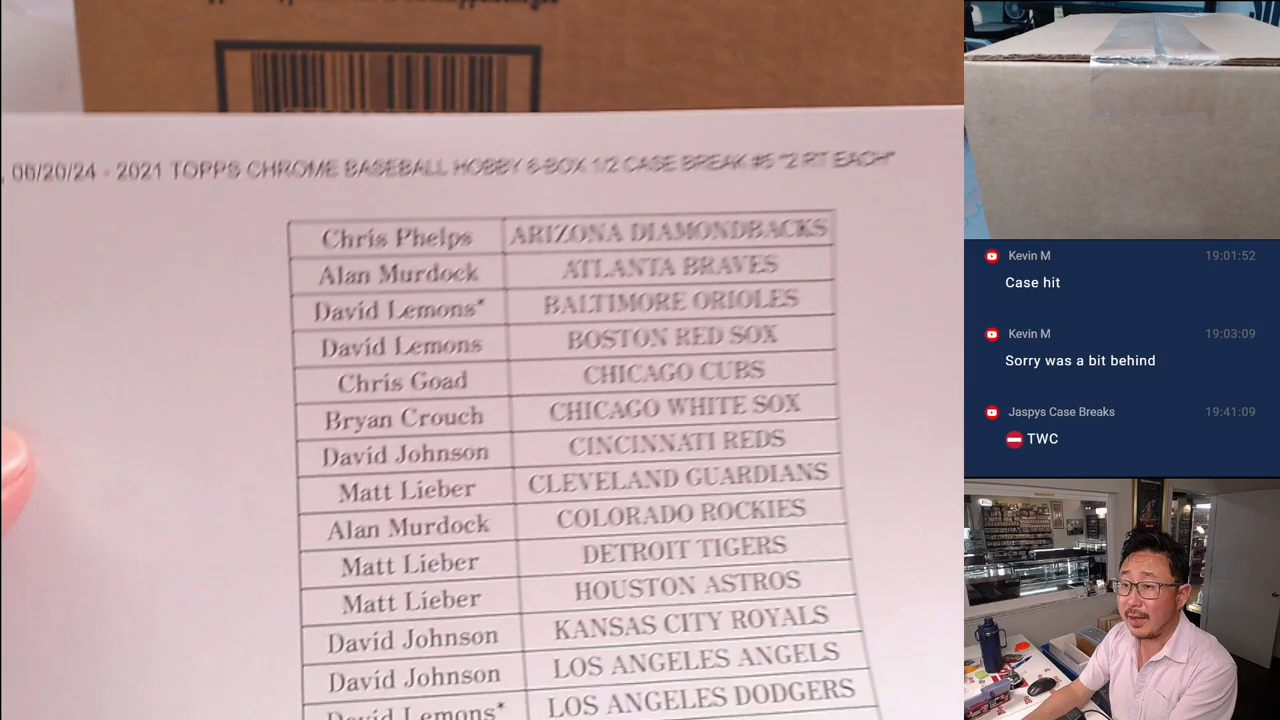 , 06/20/24 - 2021 TOPPS CHROME BASEBALL HOBBY 6-BOX 1/2 CASE BREAK #5 "2 RT EACH"
Chris Phelps ARIZONA DIAMONDBACKS
Alan Murdock ATLANTA BRAVES
David Lemons* BALTIMORE ORIOLES
David Lemons BOSTON RED SOX
Chris Goad CHICAGO CUBS
Bryan Crouch CHICAGO WHITE SOX
David Johnson CINCINNATI REDS
Matt Lieber CLEVELAND GUARDIANS
Alan Murdock COLORADO ROCKIES
Matt Lieber DETROIT TIGERS
Matt Lieber HOUSTON ASTROS
David Johnson KANSAS CITY ROYALS
David Johnson LOS ANGELES ANGELS
David Lemons* LOS ANGELES DODGERS
Kevin M 19:01:52
Case hit
Kevin M 19:03:09
Sorry was a bit behind
Jaspys Case Breaks 19:41:09
TWC